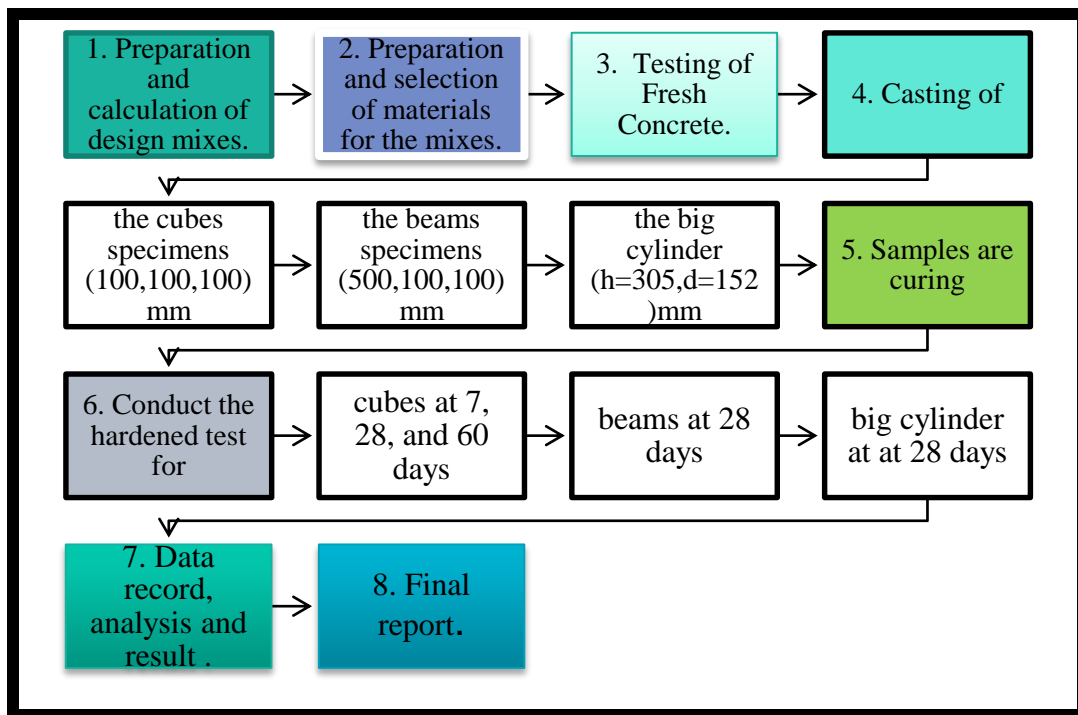 1. Preparation
and
calculation of
design mixes.
2. Preparation
and selection
of materials
for the mixes.
3. Testing of
Fresh
Concrete.
4. Casting of
the cubes
specimens
(100,100,100)
mm
the beams
specimens
(500,100,100)
mm
the big
cylinder
(h=305,d=152
)mm
5. Samples are
curing
6. Conduct the
hardened test
for
cubes at 7,
28, and 60
days
beams at 28
days
big cylinder
at at 28 days
7. Data
record,
analysis and
result .
8. Final
report.